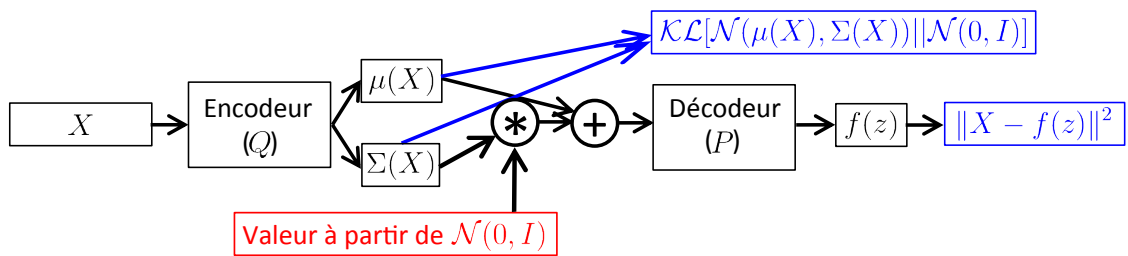 𝒦ℒ[𝒩(μ(X), Σ(X))||𝒩(0, I)]
μ(X)
X
Encodeur
(Q)
Σ(X)
*
+
Décodeur
(P)
f(z)
‖X − f(z)‖²
Valeur à partir de 𝒩(0, I)